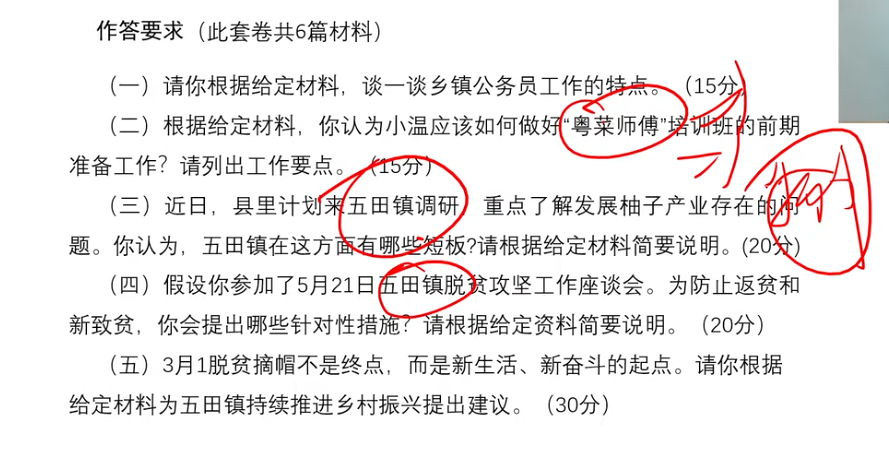 作答要求（此套卷共6篇材料）
（一）请你根据给定材料，谈一谈乡镇公务员工作的特点。（15分）
（二）根据给定材料，你认为小温应该如何做好“粤菜师傅”培训班的前期
准备工作？请列出工作要点。（15分）
（三）近日，县里计划来五田镇调研，重点了解发展柚子产业存在的问
题。你认为，五田镇在这方面有哪些短板?请根据给定材料简要说明。(20分)
（四）假设你参加了5月21日五田镇脱贫攻坚工作座谈会。为防止返贫和
新致贫，你会提出哪些针对性措施？请根据给定资料简要说明。（20分）
（五）3月1脱贫摘帽不是终点，而是新生活、新奋斗的起点。请你根据
给定材料为五田镇持续推进乡村振兴提出建议。（30分）